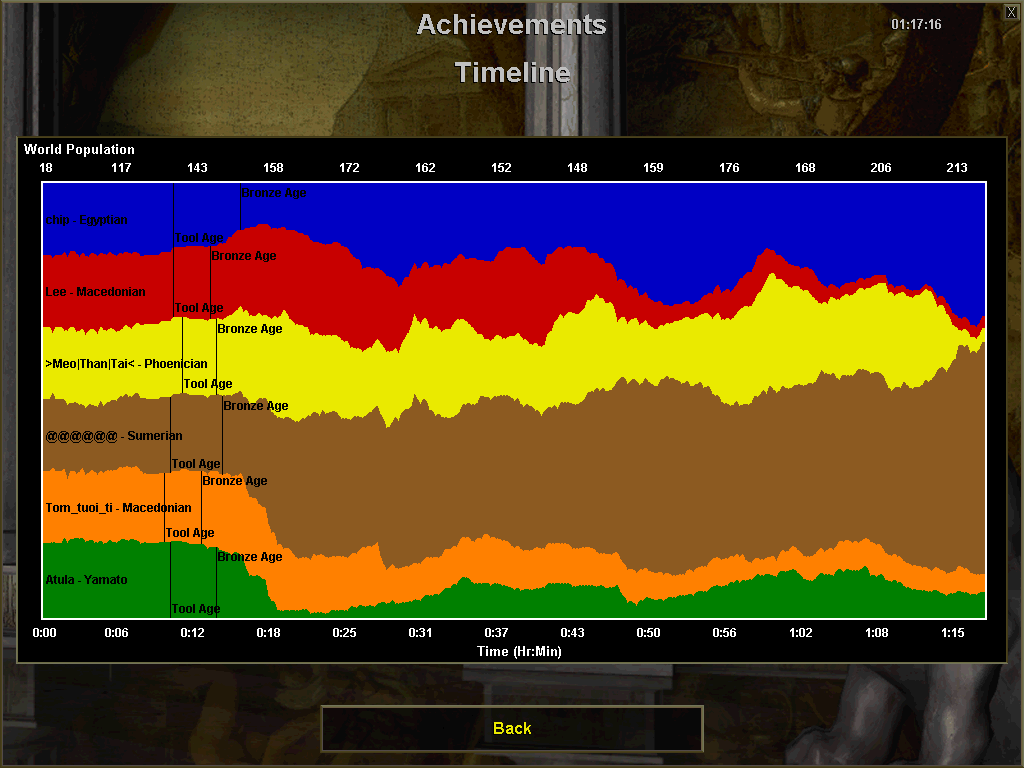 Achievements
01:17:16
X
Timeline
World Population
18 117 143 158 172 162 152 148 159 176 168 206 213
Bronze Age
chip - Egyptem
Tool Age
Bronze Age
Lee - Macedonian
Tool Age
Bronze Age
>Meo|Than|Tai< - Phoenician
Tool Age
Bronze Age
@@@@@@ - Sumerian
Tool Age
Bronze Age
Tom_tuoi_ti - Macedonian
Tool Age
Bronze Age
Atula - Yamato
Tool Age
0:00 0:06 0:12 0:18 0:25 0:31 0:37 0:43 0:50 0:56 1:02 1:08 1:15
Time (Hr:Min)
Back